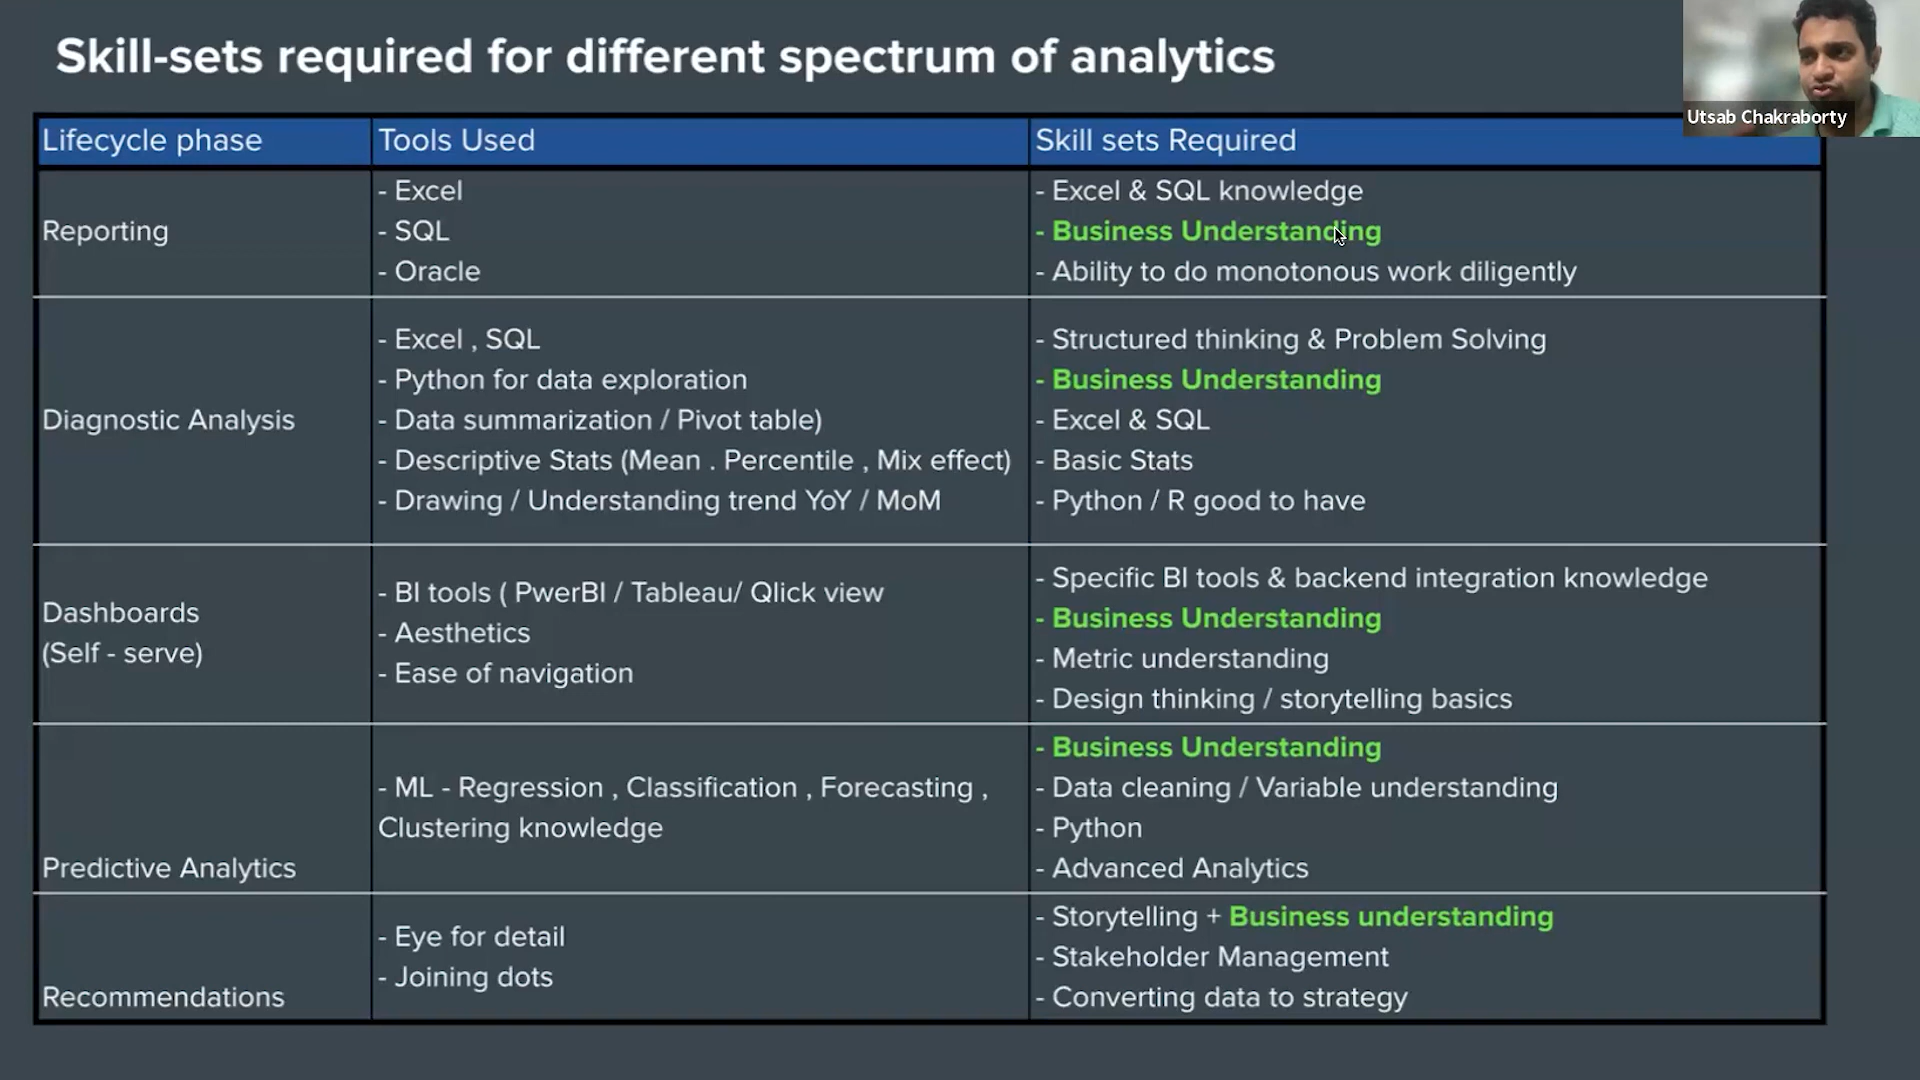 Skill-sets required for different spectrum of analytics
Utsab Chakraborty
Lifecycle phase
Tools Used
Skill sets Required
Reporting
- Excel
- SQL
- Oracle
- Excel & SQL knowledge
- Business Understanding
- Ability to do monotonous work diligently
Diagnostic Analysis
- Excel , SQL
- Python for data exploration
- Data summarization / Pivot table)
- Descriptive Stats (Mean . Percentile , Mix effect)
- Drawing / Understanding trend YoY / MoM
- Structured thinking & Problem Solving
- Business Understanding
- Excel & SQL
- Basic Stats
- Python / R good to have
Dashboards
(Self - serve)
- BI tools ( PwerBI / Tableau/ Qlick view
- Aesthetics
- Ease of navigation
- Specific BI tools & backend integration knowledge
- Business Understanding
- Metric understanding
- Design thinking / storytelling basics
Predictive Analytics
- ML - Regression , Classification , Forecasting ,
Clustering knowledge
- Business Understanding
- Data cleaning / Variable understanding
- Python
- Advanced Analytics
Recommendations
- Eye for detail
- Joining dots
- Storytelling + Business understanding
- Stakeholder Management
- Converting data to strategy